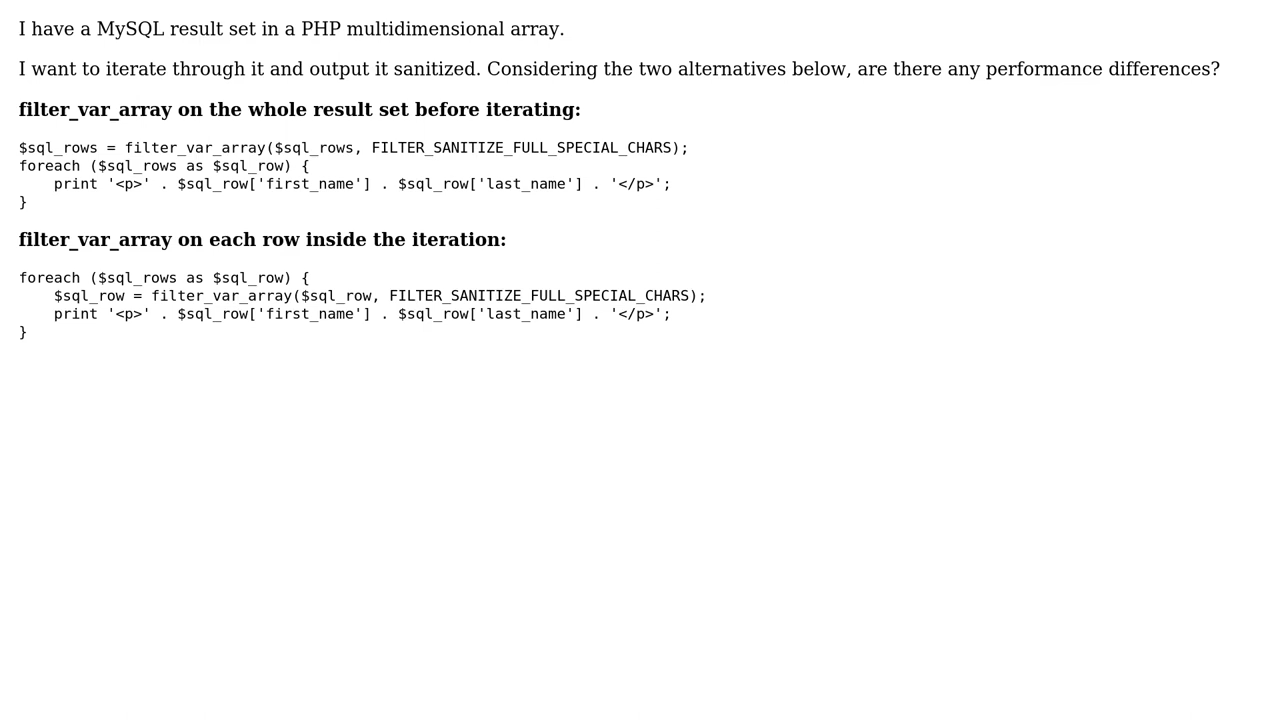 I have a MySQL result set in a PHP multidimensional array.
I want to iterate through it and output it sanitized. Considering the two alternatives below, are there any performance differences?
filter_var_array on the whole result set before iterating:
$sql_rows = filter_var_array($sql_rows, FILTER_SANITIZE_FULL_SPECIAL_CHARS);
foreach ($sql_rows as $sql_row) {
    print '<p>' . $sql_row['first_name'] . $sql_row['last_name'] . '</p>';
}
filter_var_array on each row inside the iteration:
foreach ($sql_rows as $sql_row) {
    $sql_row = filter_var_array($sql_row, FILTER_SANITIZE_FULL_SPECIAL_CHARS);
    print '<p>' . $sql_row['first_name'] . $sql_row['last_name'] . '</p>';
}